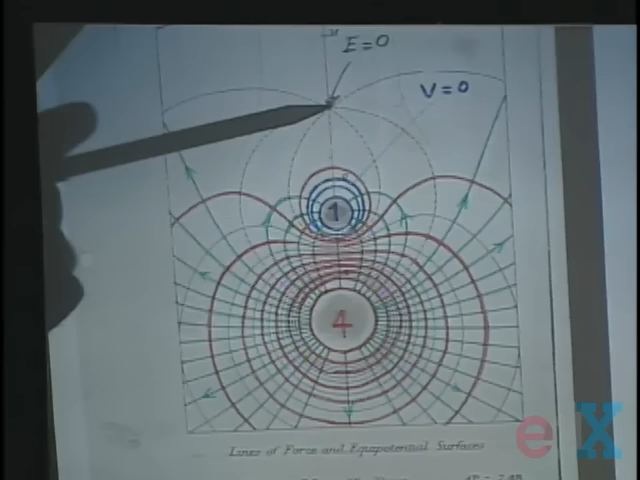 E=0
V=0
1
4
Lines of Force and Equipotential Surfaces
e X